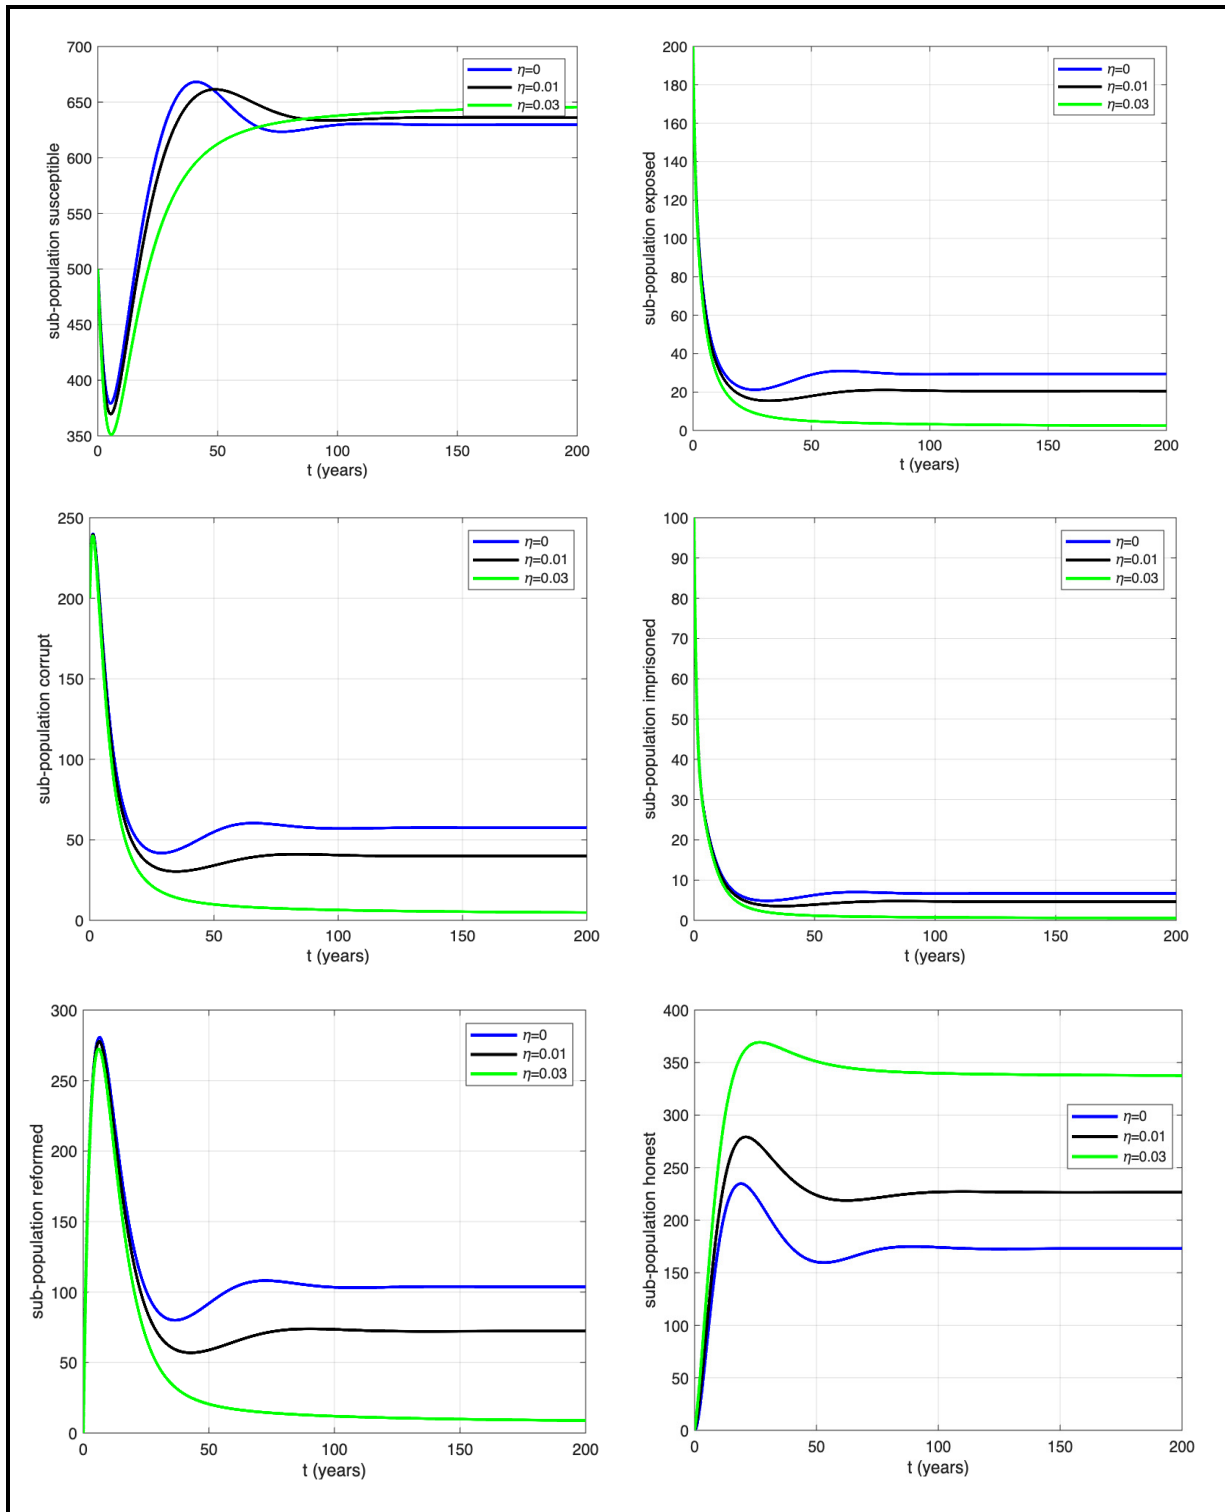 700
650
600
550
500
450
400
350
0
50
100
150
200
sub-population susceptible
t (years)
η=0
η=0.01
η=0.03
200
180
160
140
120
100
80
60
40
20
0
0
50
100
150
200
sub-population exposed
t (years)
η=0
η=0.01
η=0.03
250
200
150
100
50
0
0
50
100
150
200
sub-population corrupt
t (years)
η=0
η=0.01
η=0.03
100
90
80
70
60
50
40
30
20
10
0
0
50
100
150
200
sub-population imprisoned
t (years)
η=0
η=0.01
η=0.03
300
250
200
150
100
50
0
0
50
100
150
200
sub-population reformed
t (years)
η=0
η=0.01
η=0.03
400
350
300
250
200
150
100
50
0
0
50
100
150
200
sub-population honest
t (years)
η=0
η=0.01
η=0.03